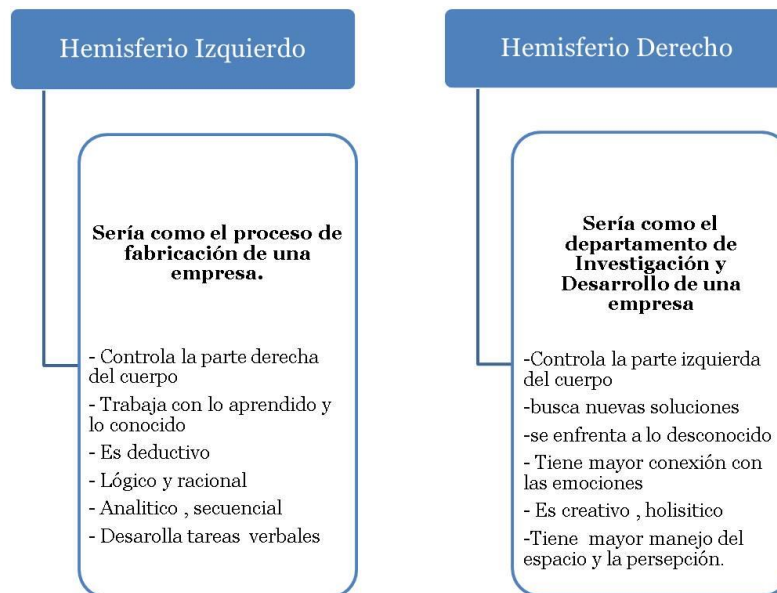 Hemisferio Izquierdo
Sería como el proceso de
fabricación de una
empresa.
- Controla la parte derecha
del cuerpo
- Trabaja con lo aprendido y
lo conocido
- Es deductivo
- Lógico y racional
- Analitico , secuencial
- Desarolla tareas verbales
Hemisferio Derecho
Sería como el
departamento de
Investigación y
Desarrollo de una
empresa
-Controla la parte izquierda
del cuerpo
-busca nuevas soluciones
-se enfrenta a lo desconocido
- Tiene mayor conexión con
las emociones
- Es creativo , holisitico
-Tiene mayor manejo del
espacio y la persepción.